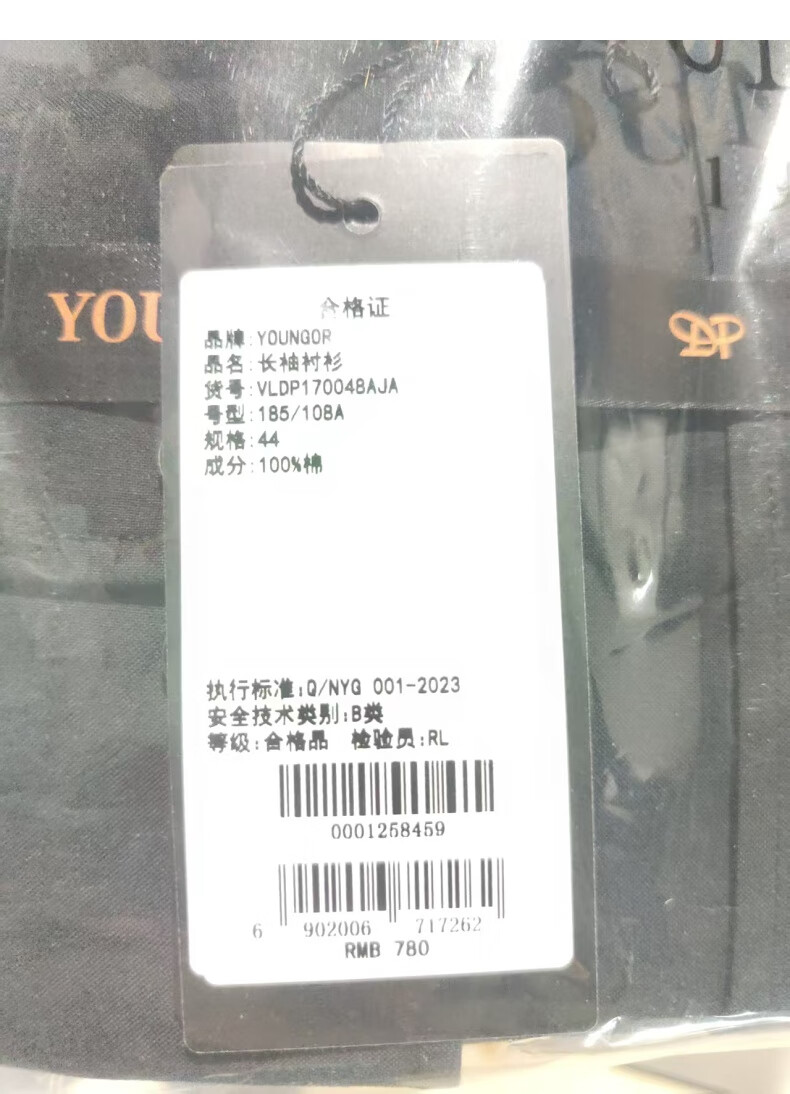 YOU
DP
合格证
品牌:YOUNGOR
品名:长袖衬衫
货号:VLDP170048AJA
号型:185/108A
规格:44
成分:100%棉
执行标准:Q/NYG 001-2023
安全技术类别:B类
等级:合格品 检验员:RL
0001258459
6 902006 717262
RMB 780